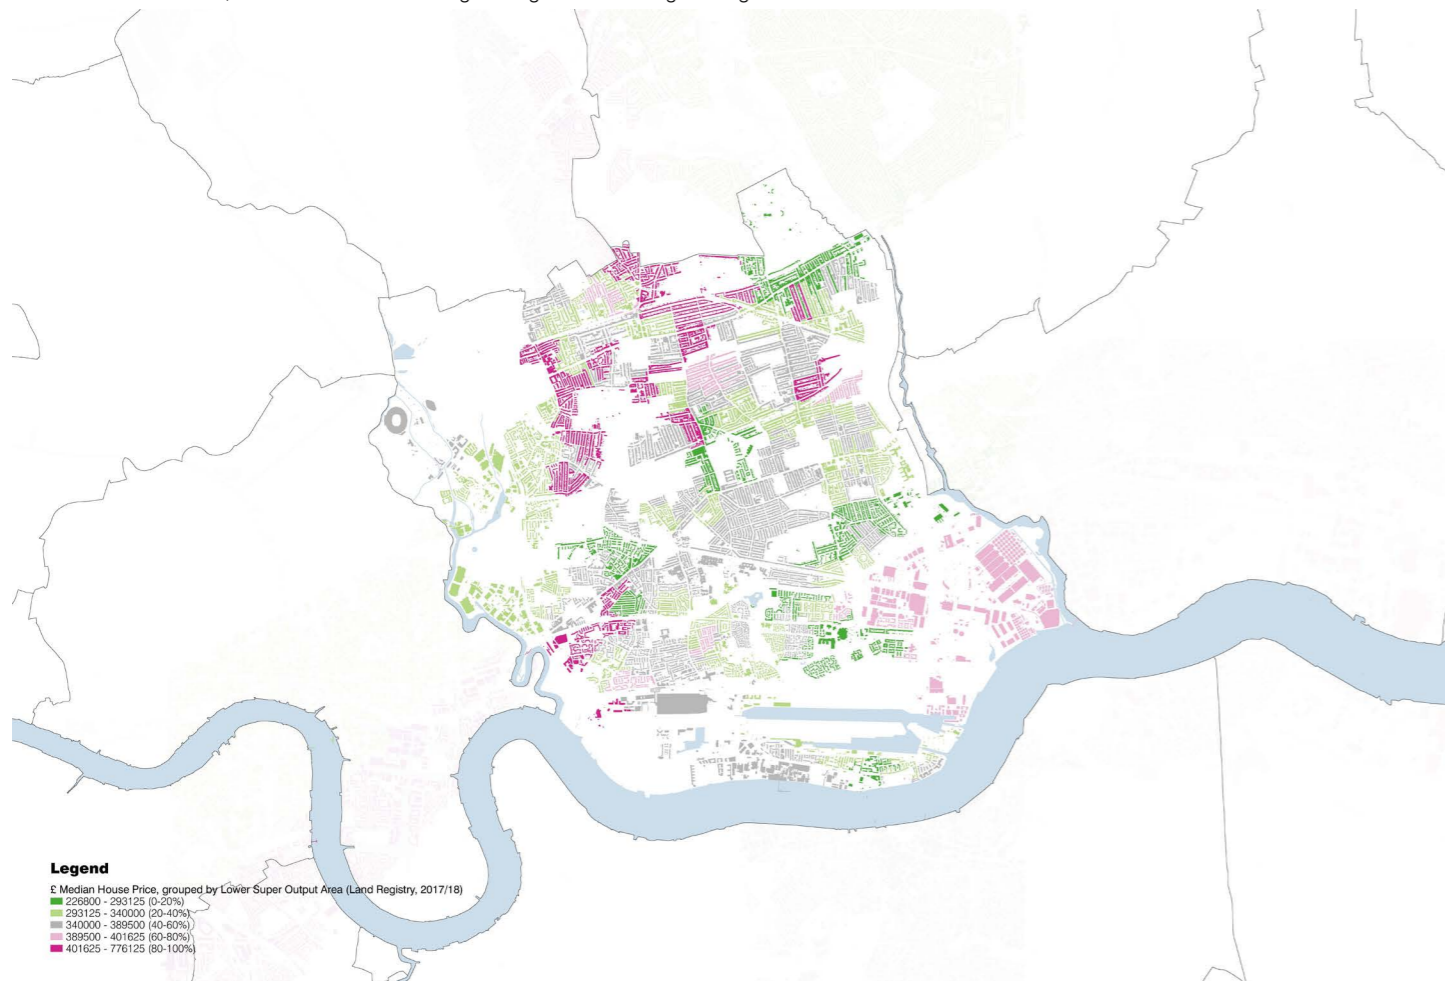 Legend
£ Median House Price, grouped by Lower Super Output Area (Land Registry, 2017/18)
226800 - 293125 (0-20%)
293125 - 340000 (20-40%)
340000 - 389500 (40-60%)
389500 - 401625 (60-80%)
401625 - 776125 (80-100%)